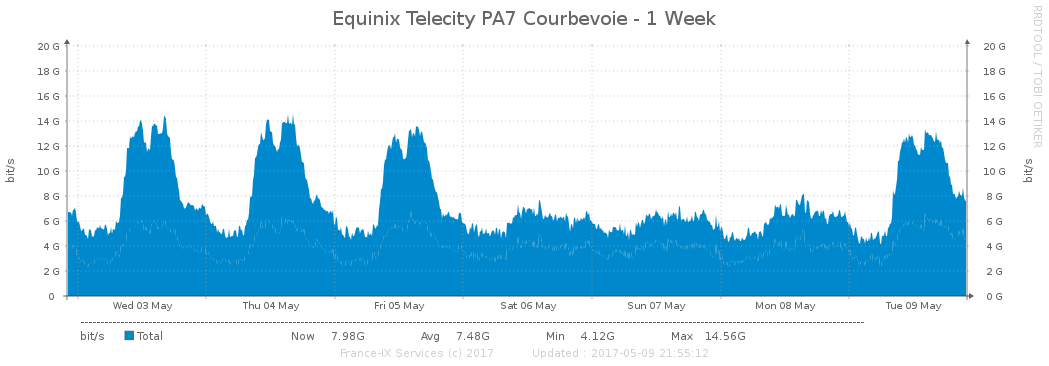 Equinix Telecity PA7 Courbevoie - 1 Week
RRDTOOL / TOBI OETIKER
bit/s
20 G
18 G
16 G
14 G
12 G
10 G
8 G
6 G
4 G
2 G
0
20 G
18 G
16 G
14 G
12 G
10 G
8 G
6 G
4 G
2 G
0 G
bit/s
Wed 03 May Thu 04 May Fri 05 May Sat 06 May Sun 07 May Mon 08 May Tue 09 May
bit/s Total Now 7.98G Avg 7.48G Min 4.12G Max 14.56G
France-IX Services (c) 2017 Updated : 2017-05-09 21:55:12